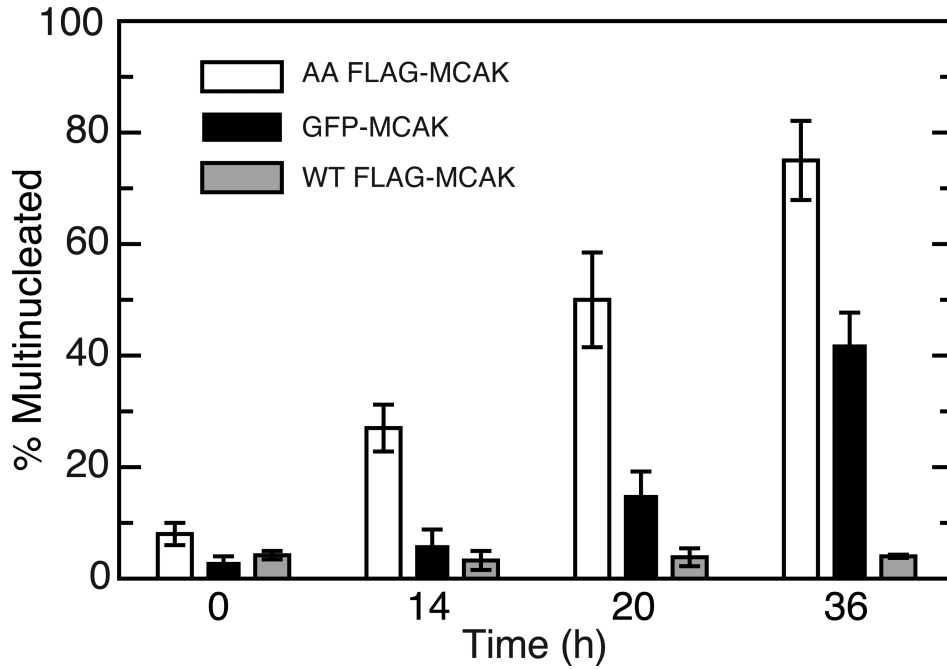 100
80
60
40
20
0
% Multinucleated
AA FLAG-MCAK
GFP-MCAK
WT FLAG-MCAK
0 14 20 36
Time (h)